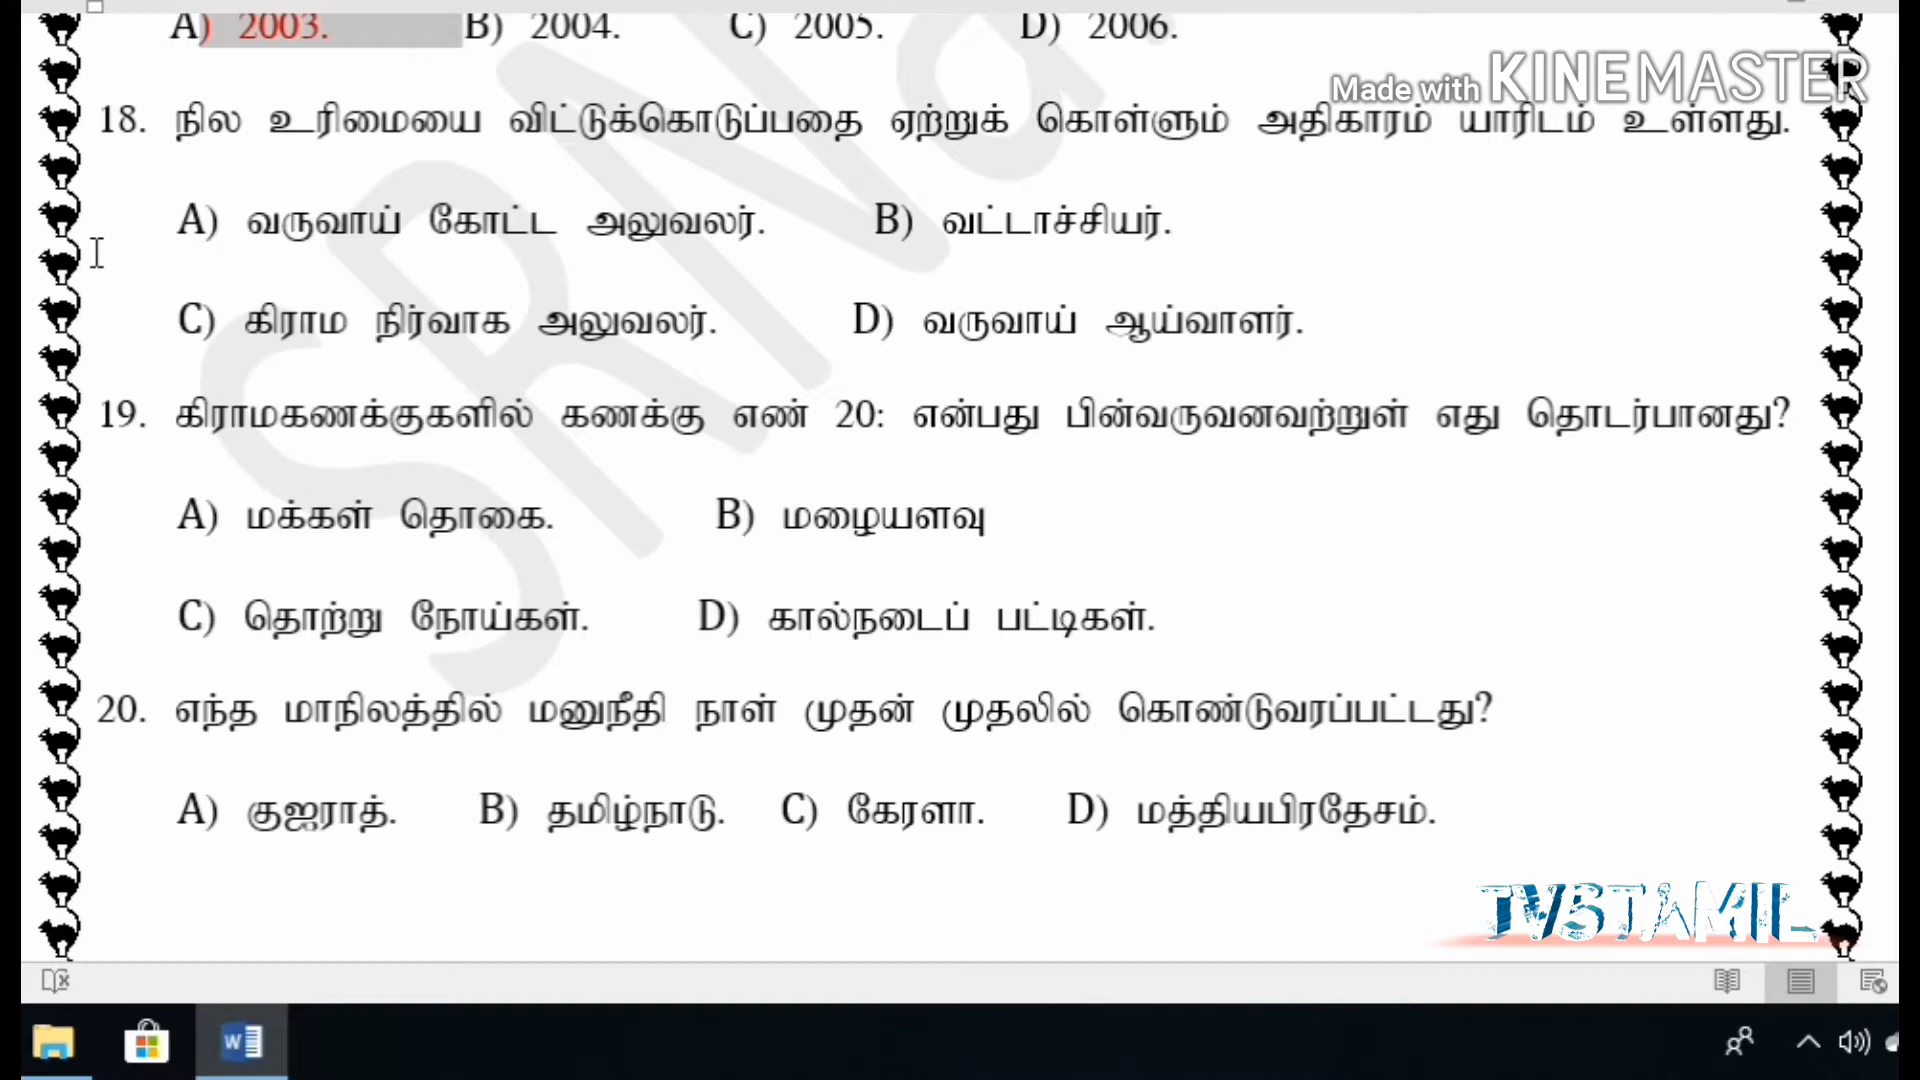 A) 2003. B) 2004. C) 2005. D) 2006.
Made with KINEMASTER
18. நில உரிமையை விட்டுக்கொடுப்பதை ஏற்றுக் கொள்ளும் அதிகாரம் யாரிடம் உள்ளது.
A) வருவாய் கோட்ட அலுவலர். B) வட்டாச்சியர்.
C) கிராம நிர்வாக அலுவலர். D) வருவாய் ஆய்வாளர்.
19. கிராமகணக்குகளில் கணக்கு எண் 20: என்பது பின்வருவனவற்றுள் எது தொடர்பானது?
A) மக்கள் தொகை. B) மழையளவு
C) தொற்று நோய்கள். D) கால்நடைப் பட்டிகள்.
20. எந்த மாநிலத்தில் மனுநீதி நாள் முதன் முதலில் கொண்டுவரப்பட்டது?
A) குஜராத். B) தமிழ்நாடு. C) கேரளா. D) மத்தியபிரதேசம்.
TVSTAMIL